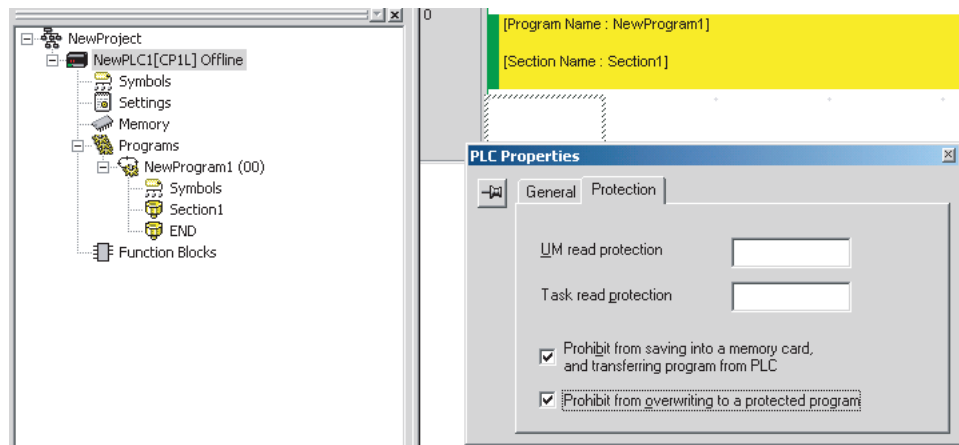 NewProject
NewPLC1[CP1L] Offline
Symbols
Settings
Memory
Programs
NewProgram1 (00)
Symbols
Section1
END
Function Blocks
0
[Program Name : NewProgram1]
[Section Name : Section1]
PLC Properties
General
Protection
UM read protection
Task read protection
Prohibit from saving into a memory card,
and transferring program from PLC
Prohibit from overwriting to a protected program